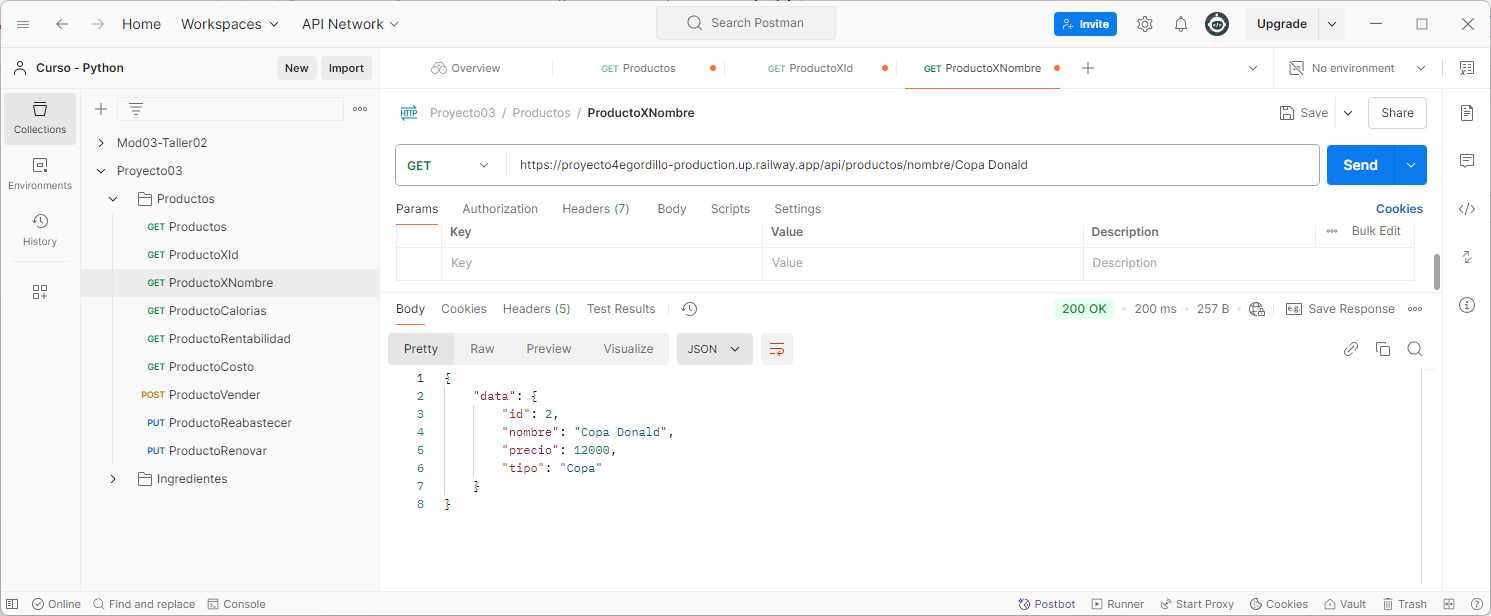 Home Workspaces API Network Search Postman Invite Upgrade
Curso - Python New Import
Overview GET Productos GET ProductoXId GET ProductoXNombre No environment
Collections
Environments
History
Mod03-Taller02
Proyecto03
Productos
GET Productos
GET ProductoXId
GET ProductoXNombre
GET ProductoCalorias
GET ProductoRentabilidad
GET ProductoCosto
POST ProductoVender
PUT ProductoReabastecer
PUT ProductoRenovar
Ingredientes
HTTP Proyecto03 / Productos / ProductoXNombre Save Share
GET https://proyecto4egordillo-production.up.railway.app/api/productos/nombre/Copa Donald Send
Params Authorization Headers (7) Body Scripts Settings Cookies
Key Value Description Bulk Edit
Key Value Description
Body Cookies Headers (5) Test Results 200 OK 200 ms 257 B e.g. Save Response
Pretty Raw Preview Visualize JSON
1 {
2 "data": {
3 "id": 2,
4 "nombre": "Copa Donald",
5 "precio": 12000,
6 "tipo": "Copa"
7 }
8 }
Online Find and replace Console Postbot Runner Start Proxy Cookies Vault Trash